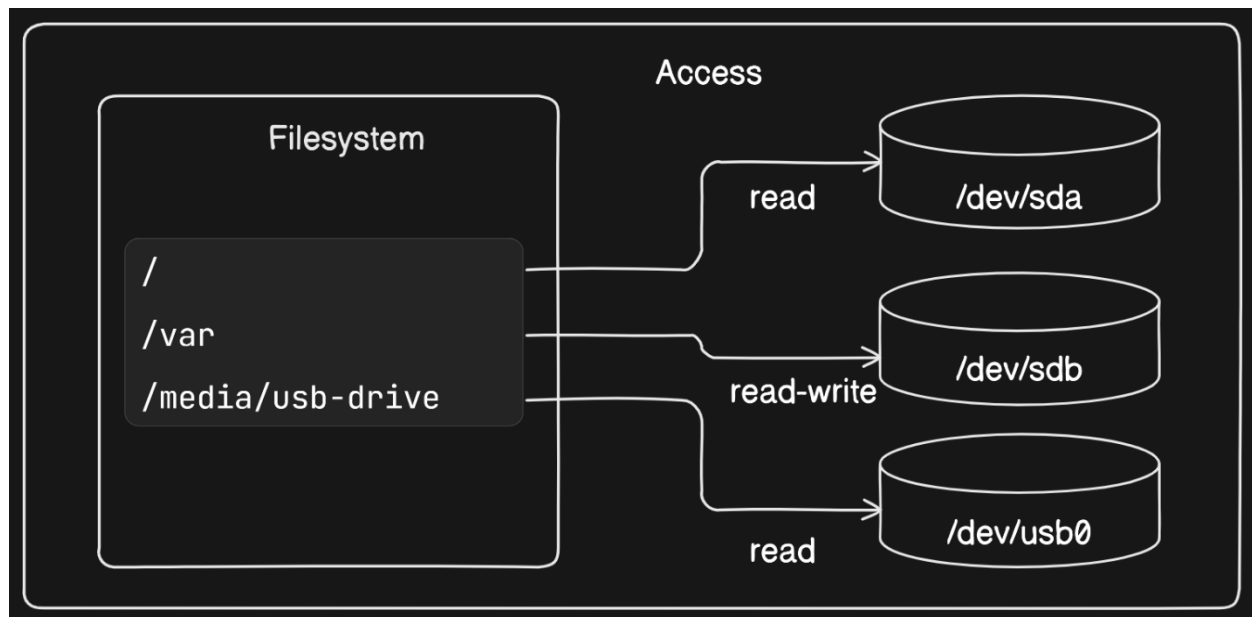 Access
Filesystem
/
/var
/media/usb-drive
read
/dev/sda
read-write
/dev/sdb
read
/dev/usb0